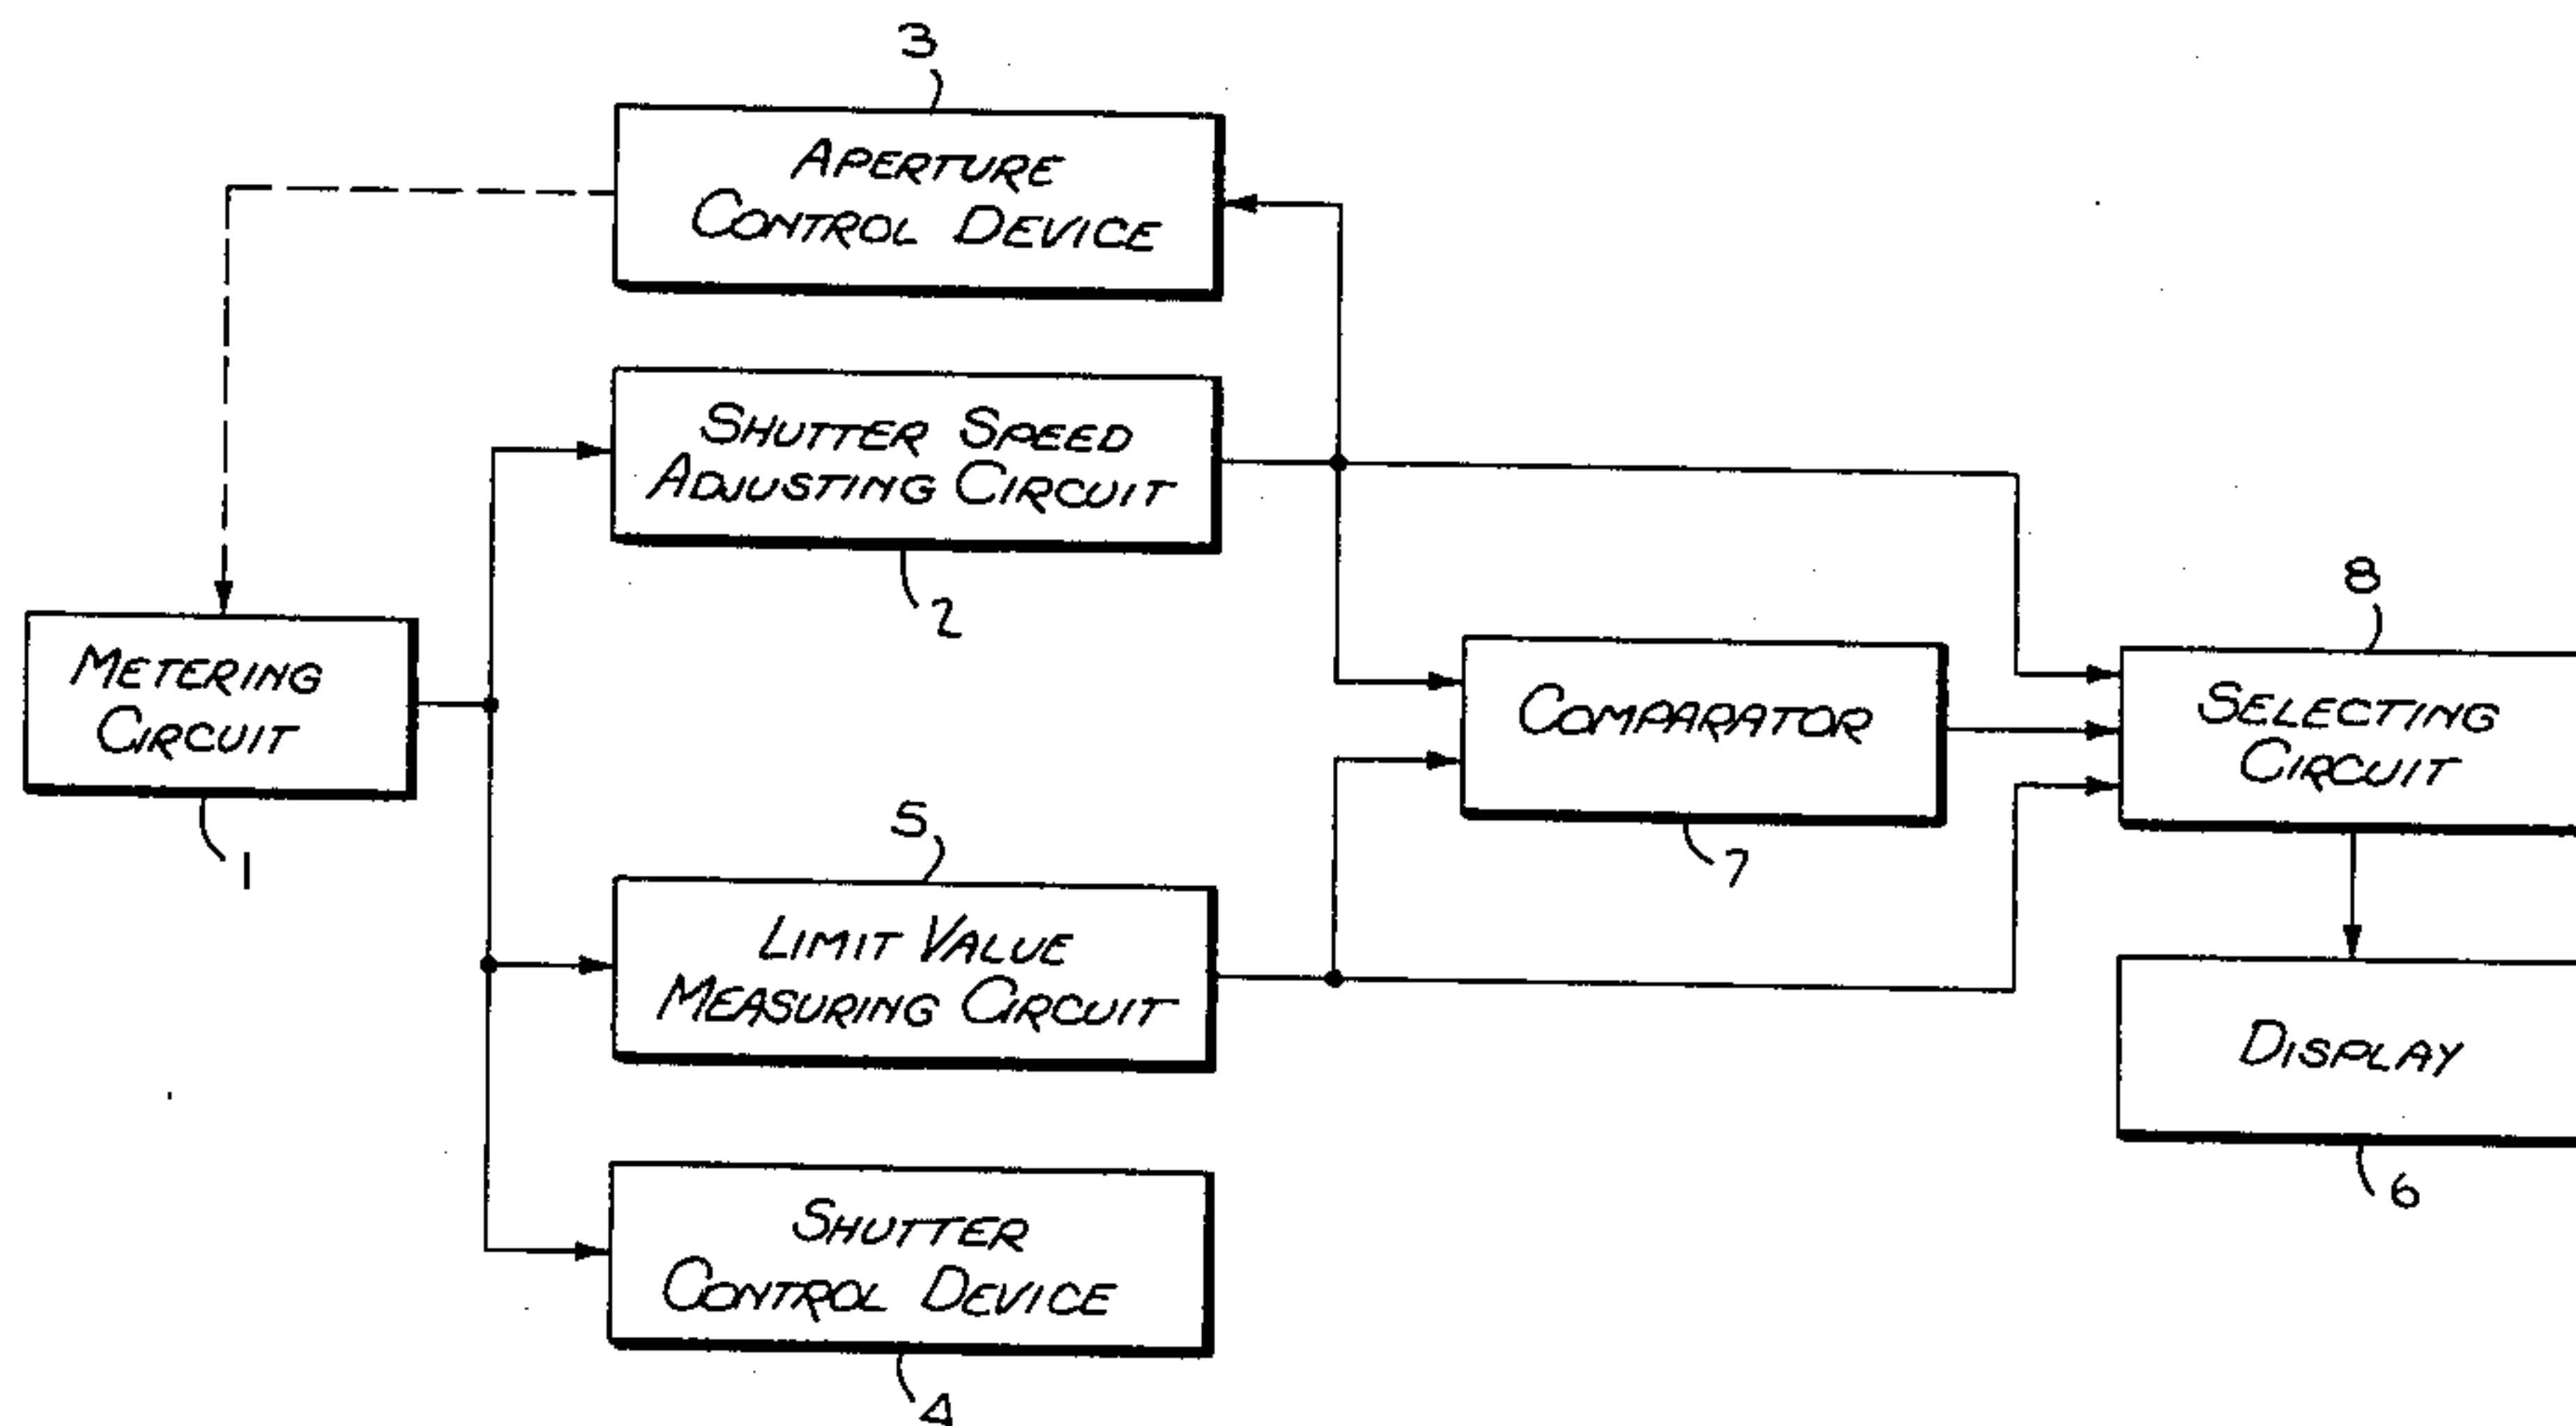 3
APERTURE
CONTROL DEVICE
SHUTTER SPEED
ADJUSTING CIRCUIT
2
METERING
CIRCUIT
1
COMPARATOR
7
8
SELECTING
CIRCUIT
5
LIMIT VALUE
MEASURING CIRCUIT
DISPLAY
6
SHUTTER
CONTROL DEVICE
4